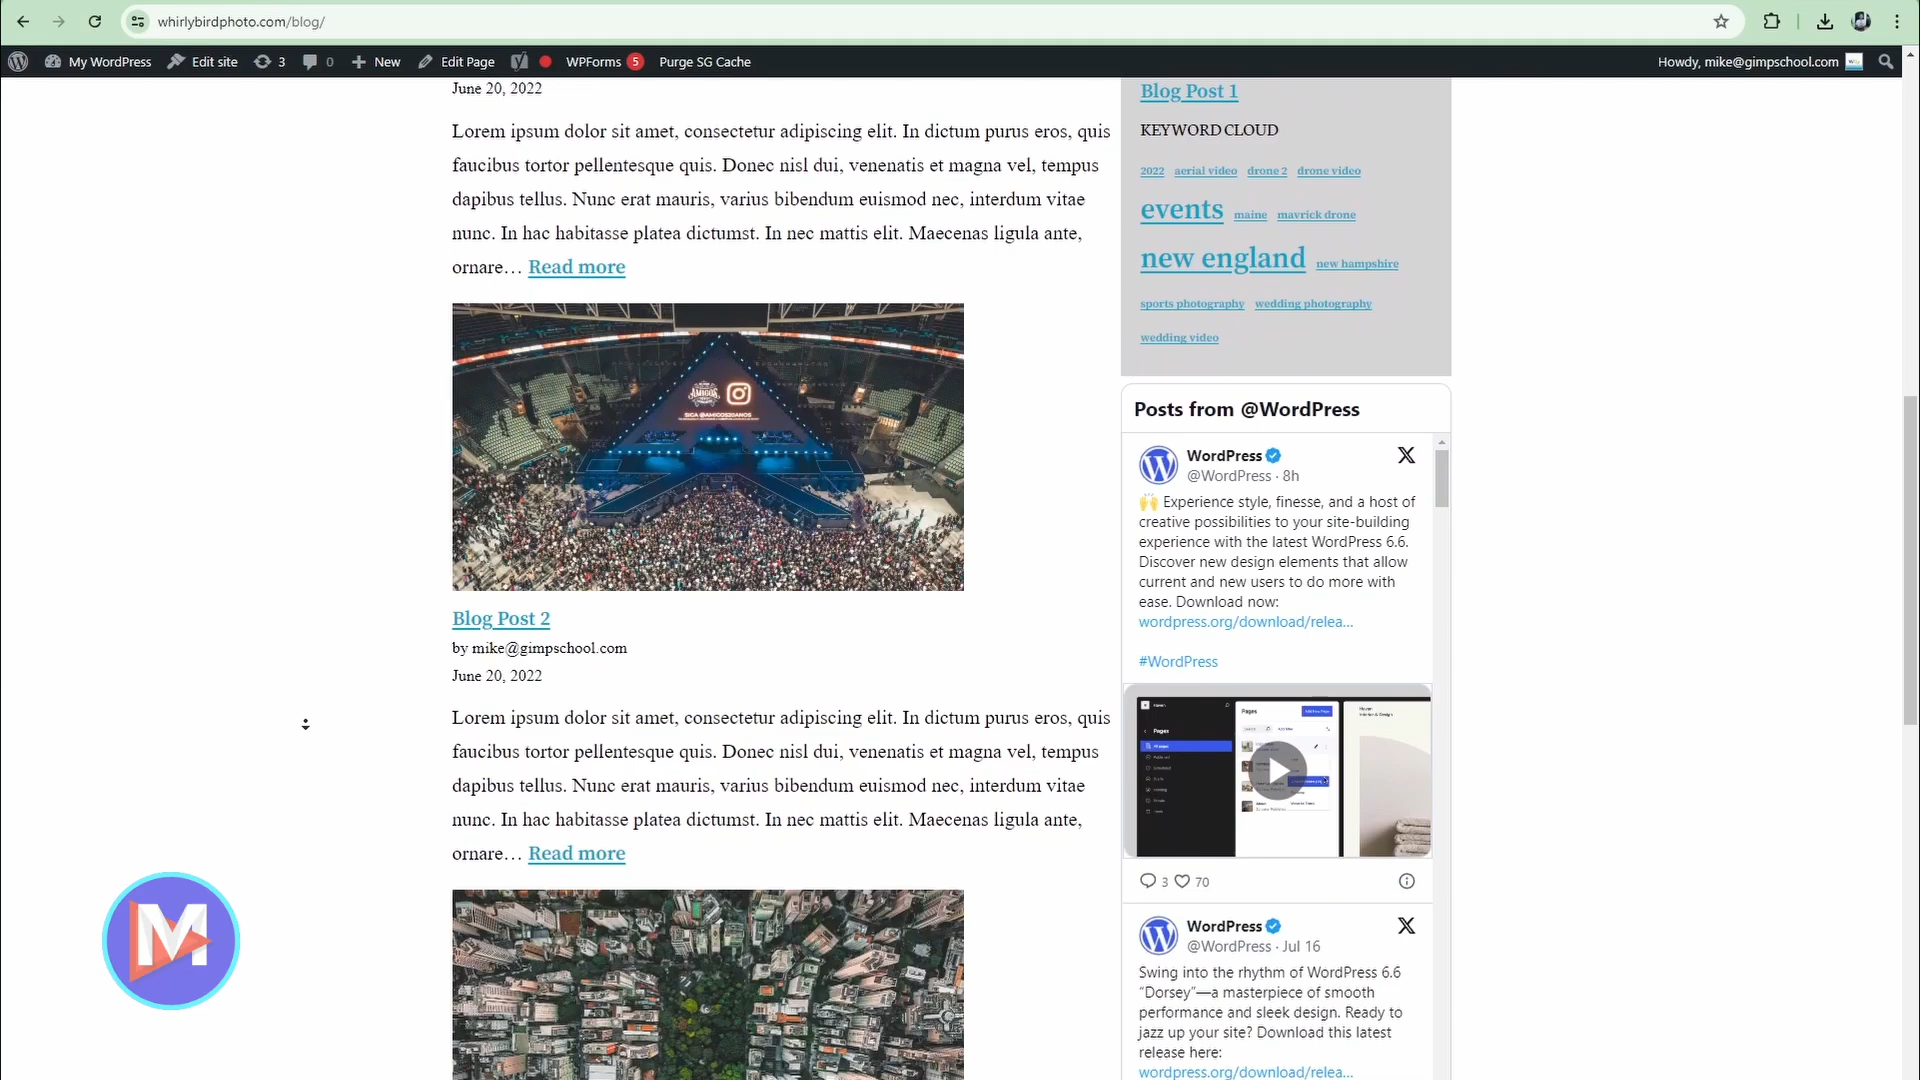 whirlybirdphoto.com/blog/
My WordPress Edit site 3 0 New Edit Page WPForms 5 Purge SG Cache Howdy, mike@gimpschool.com
June 20, 2022
Lorem ipsum dolor sit amet, consectetur adipiscing elit. In dictum purus eros, quis
faucibus tortor pellentesque quis. Donec nisl dui, venenatis et magna vel, tempus
dapibus tellus. Nunc erat mauris, varius bibendum euismod nec, interdum vitae
nunc. In hac habitasse platea dictumst. In nec mattis elit. Maecenas ligula ante,
ornare… Read more
AMIGOS
SIGA @AMIGOS20ANOS
Blog Post 2
by mike@gimpschool.com
June 20, 2022
Lorem ipsum dolor sit amet, consectetur adipiscing elit. In dictum purus eros, quis
faucibus tortor pellentesque quis. Donec nisl dui, venenatis et magna vel, tempus
dapibus tellus. Nunc erat mauris, varius bibendum euismod nec, interdum vitae
nunc. In hac habitasse platea dictumst. In nec mattis elit. Maecenas ligula ante,
ornare… Read more
M
Blog Post 1
KEYWORD CLOUD
2022 aerial video drone 2 drone video
events maine mavrick drone
new england new hampshire
sports photography wedding photography
wedding video
Posts from @WordPress
WordPress
@WordPress · 8h
🙌 Experience style, finesse, and a host of
creative possibilities to your site-building
experience with the latest WordPress 6.6.
Discover new design elements that allow
current and new users to do more with
ease. Download now:
wordpress.org/download/relea…
#WordPress
Pages
Pages
3 70
WordPress
@WordPress · Jul 16
Swing into the rhythm of WordPress 6.6
“Dorsey”—a masterpiece of smooth
performance and sleek design. Ready to
jazz up your site? Download this latest
release here:
wordpress.org/download/relea…